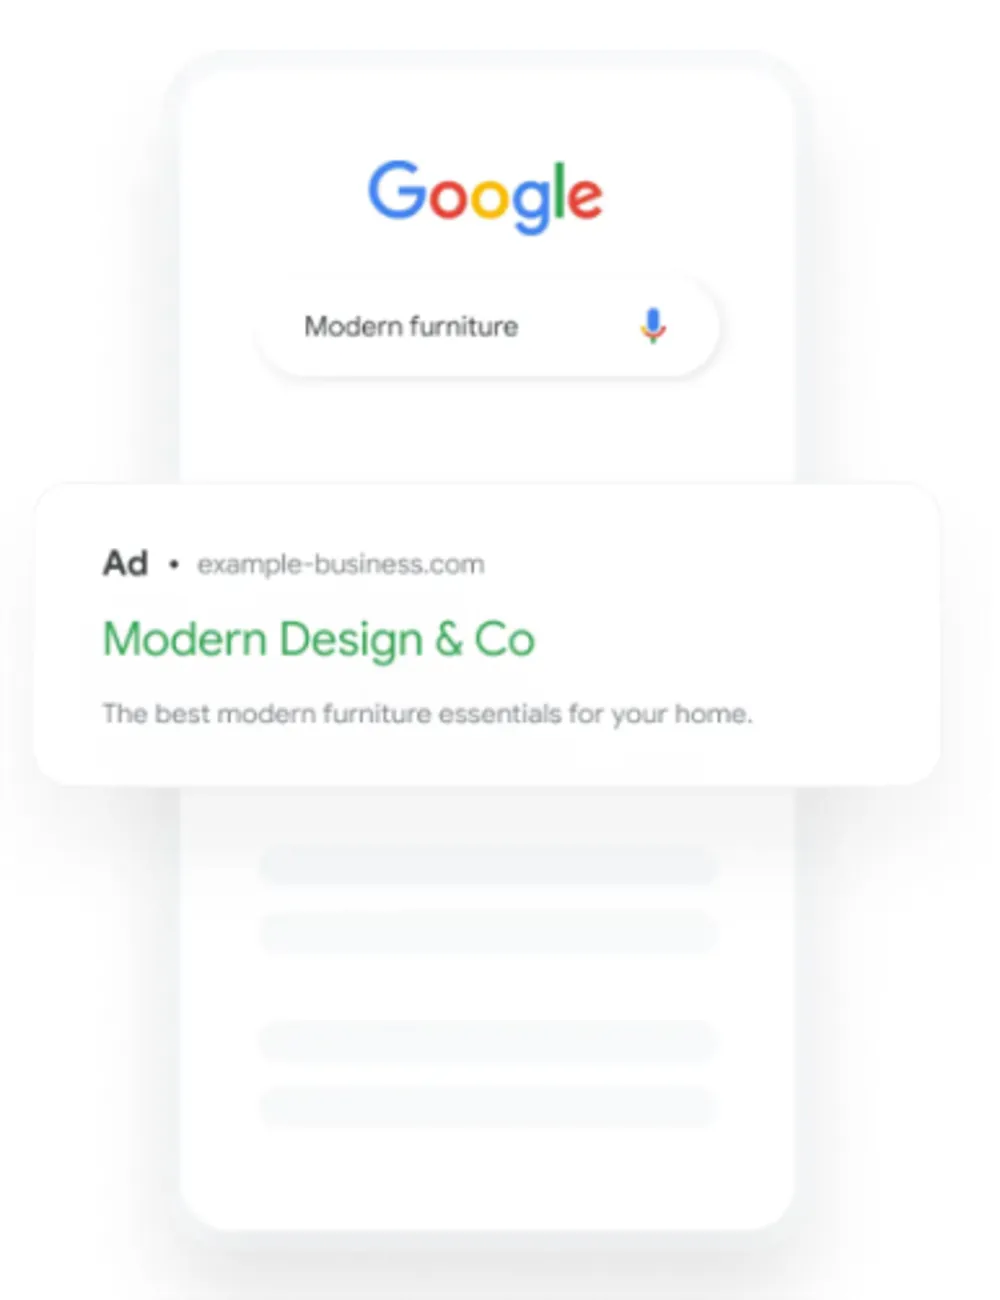 Google
Modern furniture
Ad • example-business.com
Modern Design & Co
The best modern furniture essentials for your home.